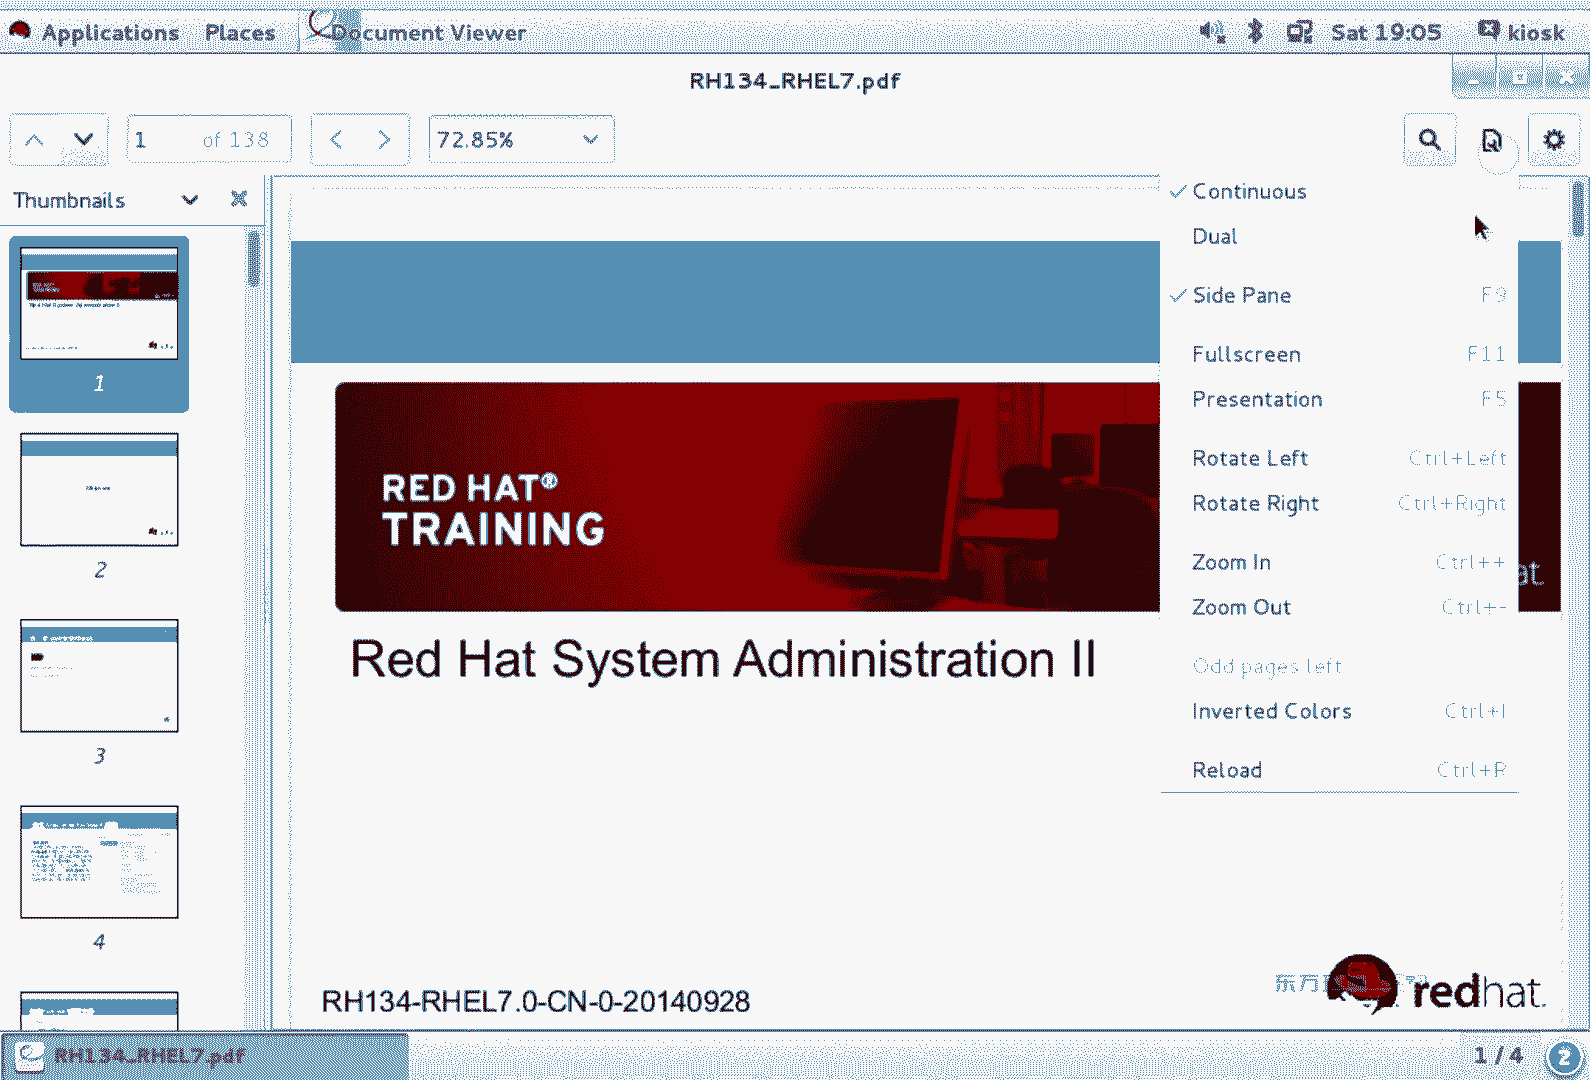 Applications Places Document Viewer Sat 19:05 kiosk
RH134_RHEL7.pdf
1 of 138 72.85%
Thumbnails
1
2
3
4
Continuous
Dual
Side Pane F9
Fullscreen F11
Presentation F5
Rotate Left Ctrl+Left
Rotate Right Ctrl+Right
Zoom In Ctrl++
Zoom Out Ctrl+-
Odd pages left
Inverted Colors Ctrl+I
Reload Ctrl+R
RED HAT®
TRAINING
at.
Red Hat System Administration II
RH134-RHEL7.0-CN-0-20140928
redhat.
RH134_RHEL7.pdf 1 / 4 2